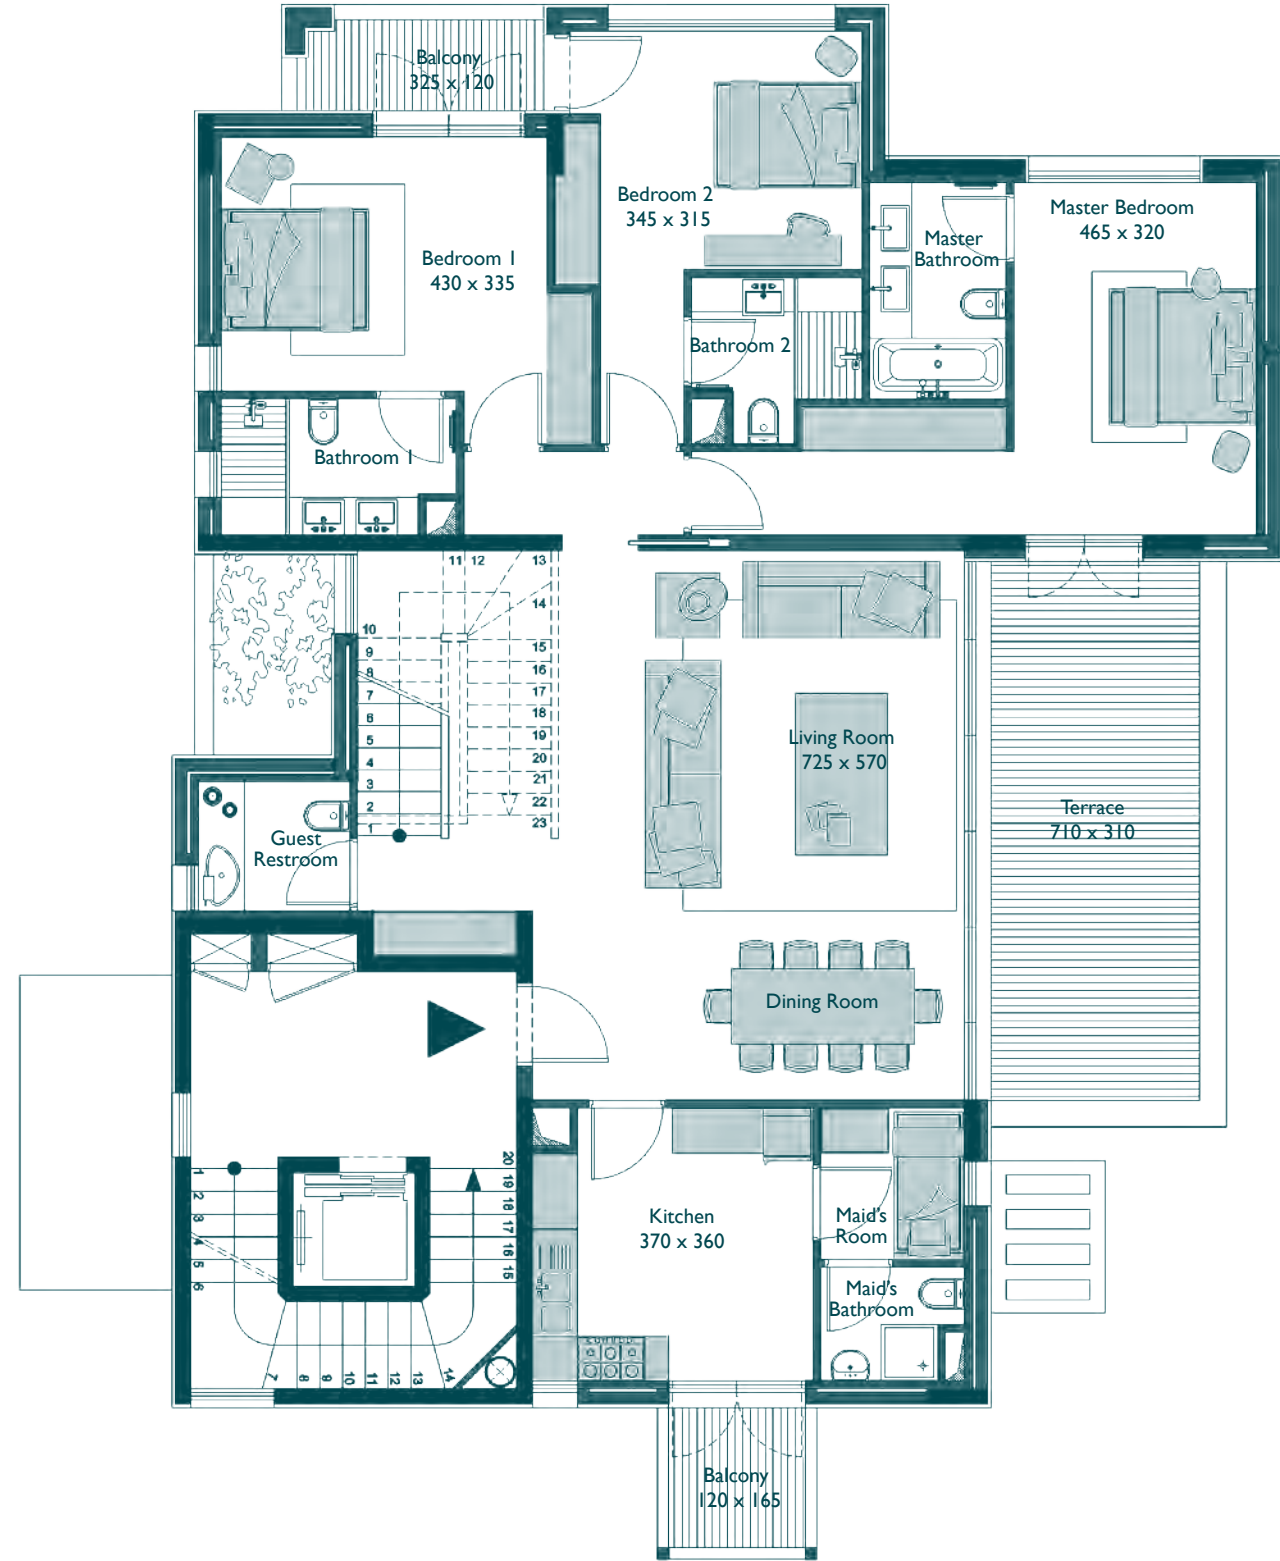 Balcony
325 x 120
Bedroom 2
345 x 315
Master Bedroom
465 x 320
Master
Bathroom
Bedroom 1
430 x 335
Bathroom 2
Bathroom 1
11 12 13
14
10
15
9
16
8
17
7
18
6
19
5
20
4
21
3
22
2
23
1
Living Room
725 x 570
Terrace
710 x 310
Guest
Restroom
Dining Room
1
2
3
4
5
6
20
19
18
17
16
15
7
8
9
10
11
12
13
14
Kitchen
370 x 360
Maid's
Room
Maid's
Bathroom
Balcony
120 x 165